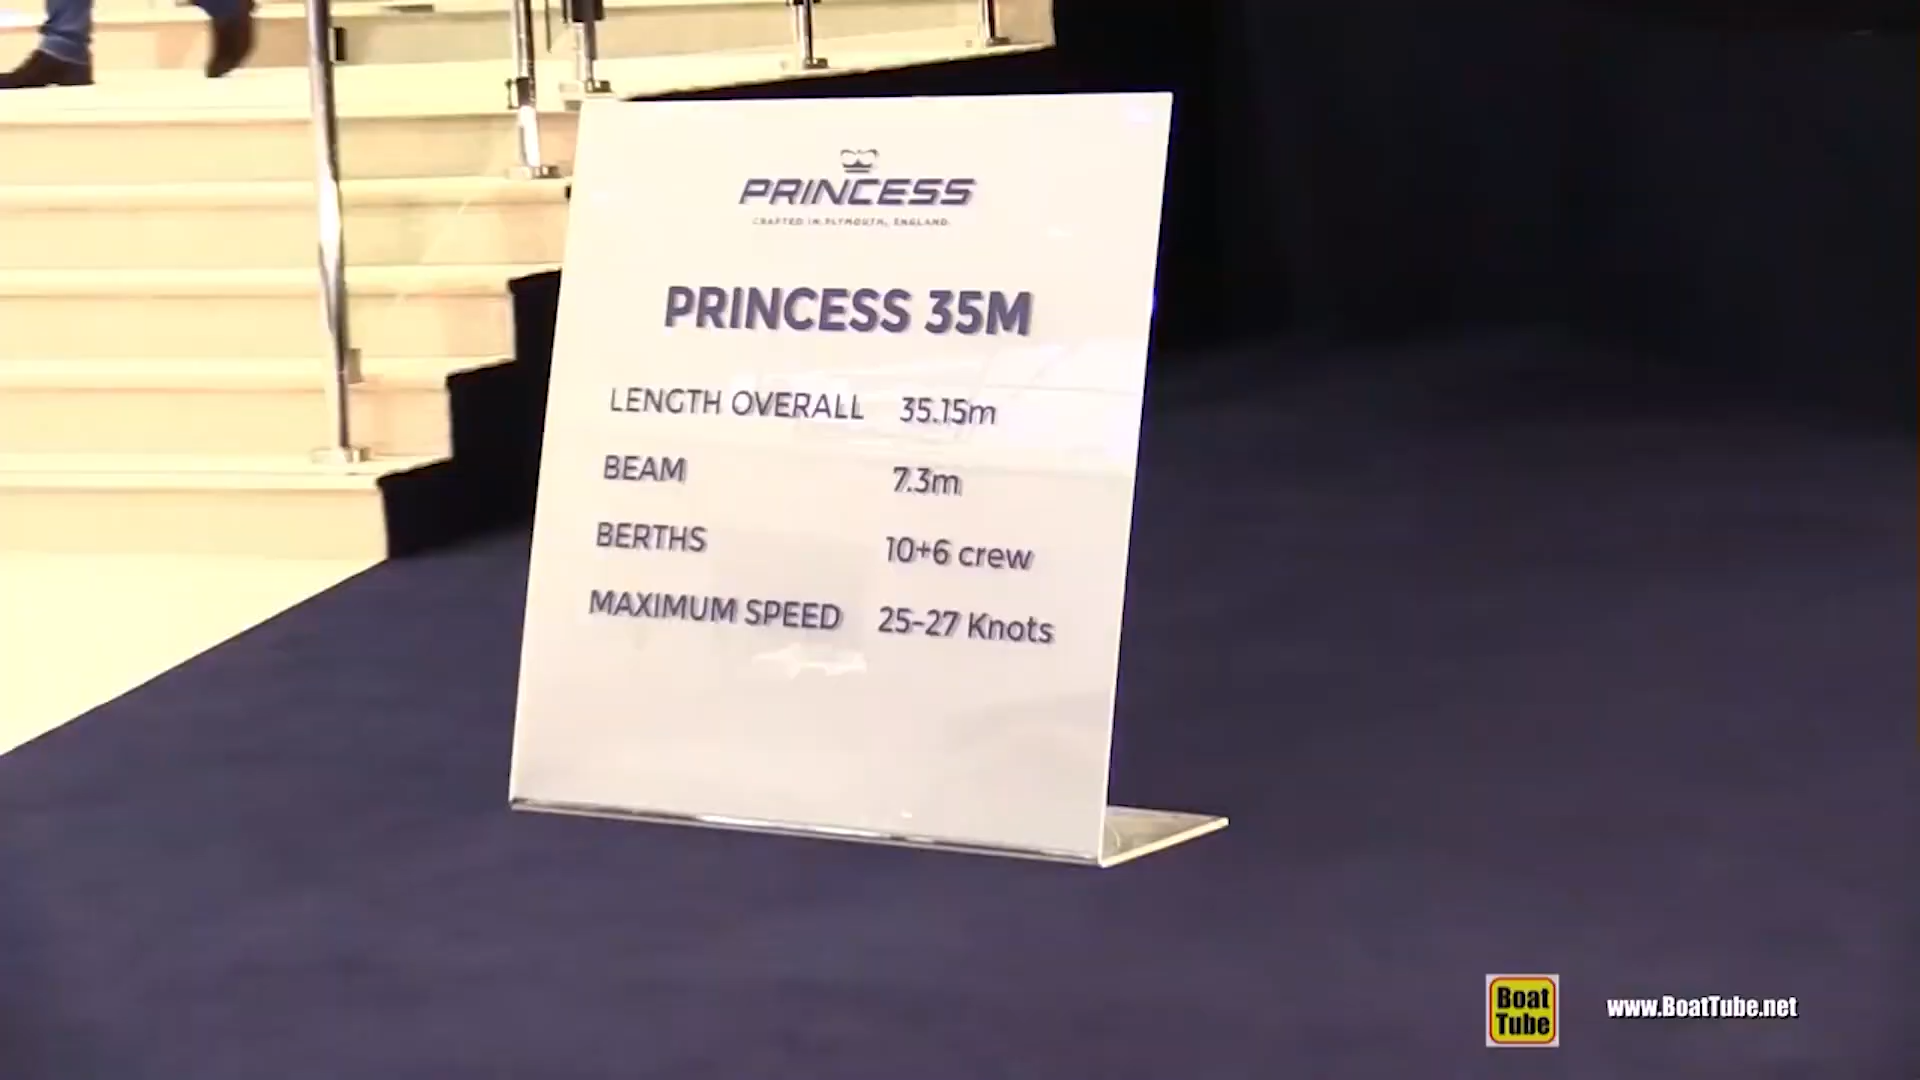 PRINCESS
CRAFTED IN PLYMOUTH, ENGLAND.
PRINCESS 35M
LENGTH OVERALL 35.15m
BEAM 7.3m
BERTHS 10+6 crew
MAXIMUM SPEED 25-27 Knots
Boat
Tube
www.BoatTube.net